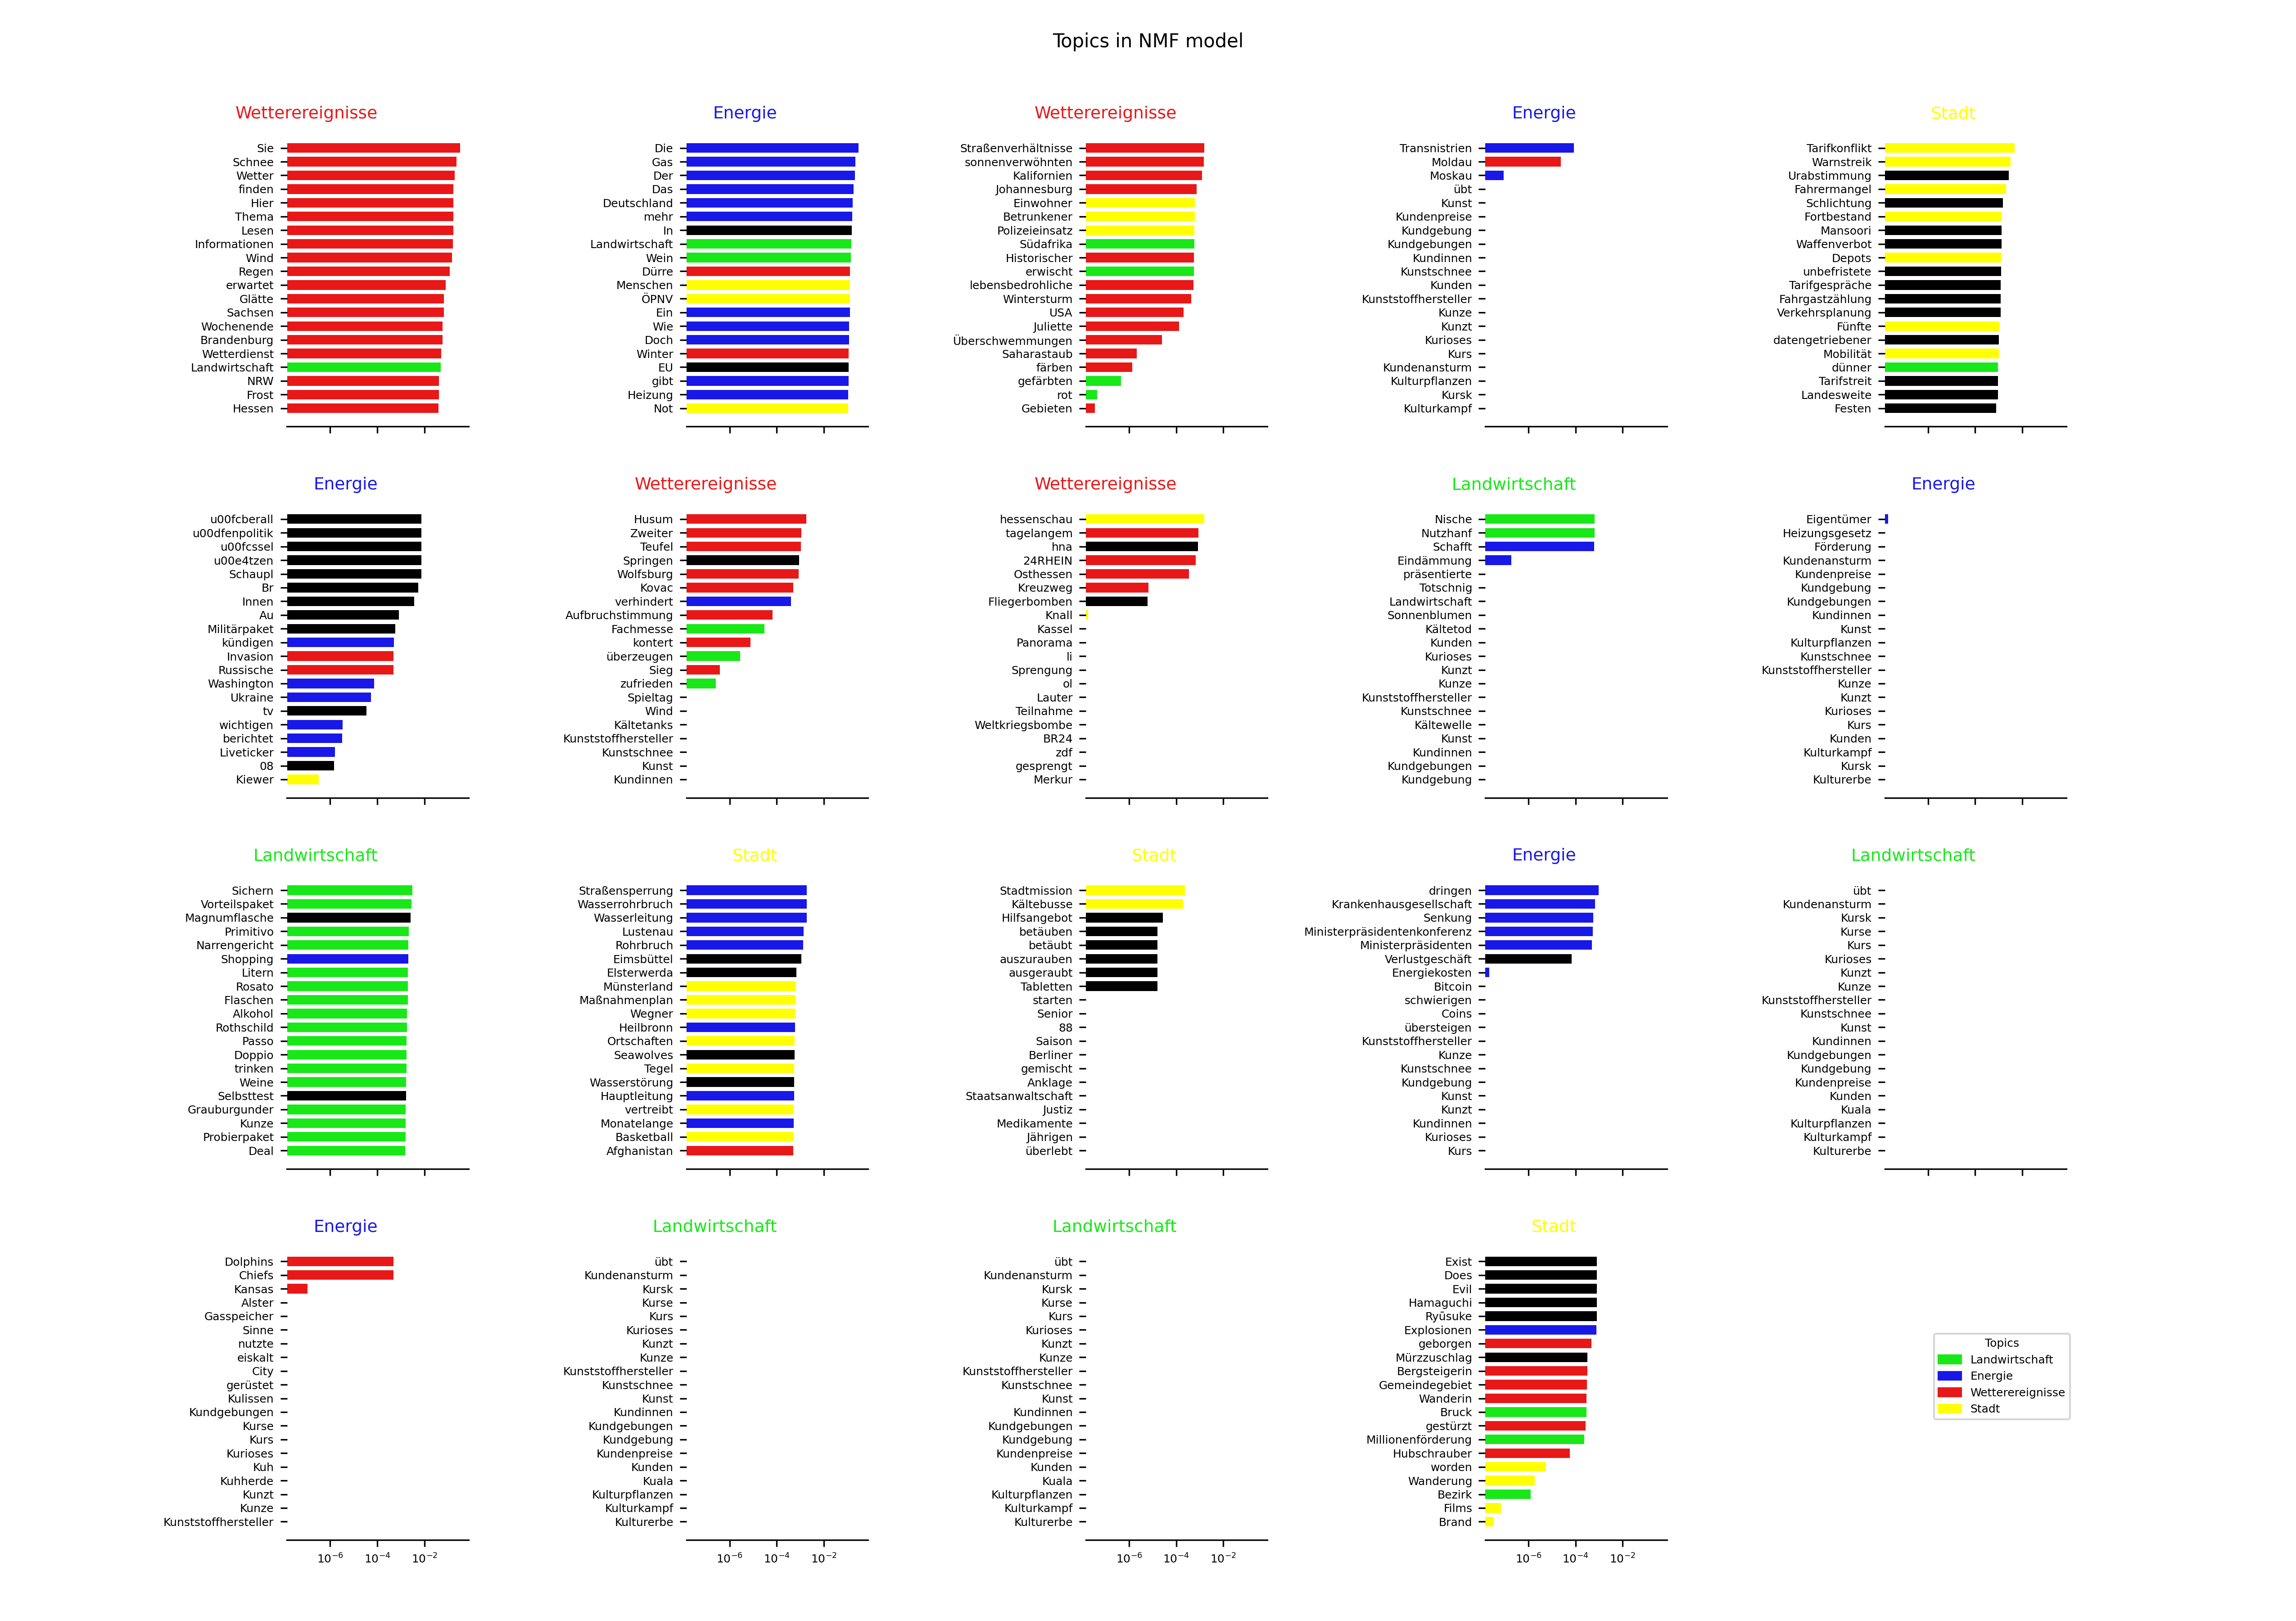 Topics in NMF model
Wetterereignisse
Sie
Schnee
Wetter
finden
Hier
Thema
Lesen
Informationen
Wind
Regen
erwartet
Glätte
Sachsen
Wochenende
Brandenburg
Wetterdienst
Landwirtschaft
NRW
Frost
Hessen
Energie
Die
Gas
Der
Das
Deutschland
mehr
In
Landwirtschaft
Wein
Dürre
Menschen
ÖPNV
Ein
Wie
Doch
Winter
EU
gibt
Heizung
Not
Wetterereignisse
Straßenverhältnisse
sonnenverwöhnten
Kalifornien
Johannesburg
Einwohner
Betrunkener
Polizeieinsatz
Südafrika
Historischer
erwischt
lebensbedrohliche
Wintersturm
USA
Juliette
Überschwemmungen
Saharastaub
färben
gefärbten
rot
Gebieten
Energie
Transnistrien
Moldau
Moskau
übt
Kunst
Kundenpreise
Kundgebung
Kundgebungen
Kundinnen
Kunstschnee
Kunden
Kunststoffhersteller
Kunze
Kunzt
Kurioses
Kurs
Kundenansturm
Kulturpflanzen
Kursk
Kulturkampf
Stadt
Tarifkonflikt
Warnstreik
Urabstimmung
Fahrermangel
Schlichtung
Fortbestand
Mansoori
Waffenverbot
Depots
unbefristete
Tarifgespräche
Fahrgastzählung
Verkehrsplanung
Fünfte
datengetriebener
Mobilität
dünner
Tarifstreit
Landesweite
Festen
Energie
u00fcberall
u00dfenpolitik
u00fcssel
u00e4tzen
Schaupl
Br
Innen
Au
Militärpaket
kündigen
Invasion
Russische
Washington
Ukraine
tv
wichtigen
berichtet
Liveticker
08
Kiewer
Wetterereignisse
Husum
Zweiter
Teufel
Springen
Wolfsburg
Kovac
verhindert
Aufbruchstimmung
Fachmesse
kontert
überzeugen
Sieg
zufrieden
Spieltag
Wind
Kältetanks
Kunststoffhersteller
Kunstschnee
Kunst
Kundinnen
Wetterereignisse
hessenschau
tagelangem
hna
24RHEIN
Osthessen
Kreuzweg
Fliegerbomben
Knall
Kassel
Panorama
li
Sprengung
ol
Lauter
Teilnahme
Weltkriegsbombe
BR24
zdf
gesprengt
Merkur
Landwirtschaft
Nische
Nutzhanf
Schafft
Eindämmung
präsentierte
Totschnig
Landwirtschaft
Sonnenblumen
Kältetod
Kunden
Kurioses
Kunzt
Kunze
Kunststoffhersteller
Kunstschnee
Kältewelle
Kunst
Kundinnen
Kundgebungen
Kundgebung
Energie
Eigentümer
Heizungsgesetz
Förderung
Kundenansturm
Kundenpreise
Kundgebung
Kundgebungen
Kundinnen
Kunst
Kulturpflanzen
Kunstschnee
Kunststoffhersteller
Kunze
Kunzt
Kurioses
Kurs
Kunden
Kulturkampf
Kursk
Kulturerbe
Landwirtschaft
Sichern
Vorteilspaket
Magnumflasche
Primitivo
Narrengericht
Shopping
Litern
Rosato
Flaschen
Alkohol
Rothschild
Passo
Doppio
trinken
Weine
Selbsttest
Grauburgunder
Kunze
Probierpaket
Deal
Stadt
Straßensperrung
Wasserrohrbruch
Wasserleitung
Lustenau
Rohrbruch
Eimsbüttel
Elsterwerda
Münsterland
Maßnahmenplan
Wegner
Heilbronn
Ortschaften
Seawolves
Tegel
Wasserstörung
Hauptleitung
vertreibt
Monatelange
Basketball
Afghanistan
Stadt
Stadtmission
Kältebusse
Hilfsangebot
betäuben
betäubt
auszurauben
ausgeraubt
Tabletten
starten
Senior
88
Saison
Berliner
gemischt
Anklage
Staatsanwaltschaft
Justiz
Medikamente
Jährigen
überlebt
Energie
dringen
Krankenhausgesellschaft
Senkung
Ministerpräsidentenkonferenz
Ministerpräsidenten
Verlustgeschäft
Energiekosten
Bitcoin
schwierigen
Coins
übersteigen
Kunststoffhersteller
Kunze
Kunstschnee
Kundgebung
Kunst
Kunzt
Kundinnen
Kurioses
Kurs
Landwirtschaft
übt
Kundenansturm
Kursk
Kurse
Kurs
Kurioses
Kunzt
Kunze
Kunststoffhersteller
Kunstschnee
Kunst
Kundinnen
Kundgebungen
Kundgebung
Kundenpreise
Kunden
Kuala
Kulturpflanzen
Kulturkampf
Kulturerbe
Energie
Dolphins
Chiefs
Kansas
Alster
Gasspeicher
Sinne
nutzte
eiskalt
City
gerüstet
Kulissen
Kundgebungen
Kurse
Kurs
Kurioses
Kuh
Kuhherde
Kunzt
Kunze
Kunststoffhersteller
10⁻⁶ 10⁻⁴ 10⁻²
Landwirtschaft
übt
Kundenansturm
Kursk
Kurse
Kurs
Kurioses
Kunzt
Kunze
Kunststoffhersteller
Kunstschnee
Kunst
Kundinnen
Kundgebungen
Kundgebung
Kundenpreise
Kunden
Kuala
Kulturpflanzen
Kulturkampf
Kulturerbe
10⁻⁶ 10⁻⁴ 10⁻²
Landwirtschaft
übt
Kundenansturm
Kursk
Kurse
Kurs
Kurioses
Kunzt
Kunze
Kunststoffhersteller
Kunstschnee
Kunst
Kundinnen
Kundgebungen
Kundgebung
Kundenpreise
Kunden
Kuala
Kulturpflanzen
Kulturkampf
Kulturerbe
10⁻⁶ 10⁻⁴ 10⁻²
Stadt
Exist
Does
Evil
Hamaguchi
Ryūsuke
Explosionen
geborgen
Mürzzuschlag
Bergsteigerin
Gemeindegebiet
Wanderin
Bruck
gestürzt
Millionenförderung
Hubschrauber
worden
Wanderung
Bezirk
Films
Brand
10⁻⁶ 10⁻⁴ 10⁻²
Topics
Landwirtschaft
Energie
Wetterereignisse
Stadt